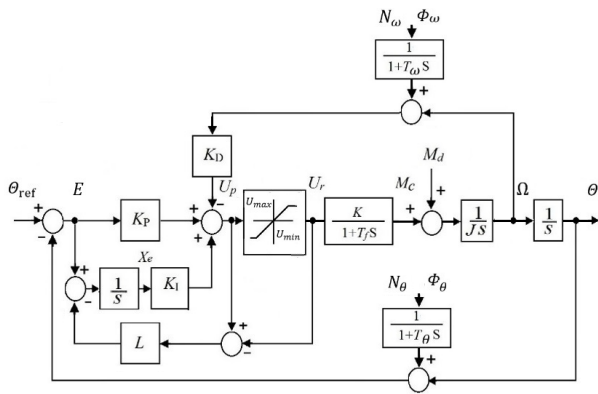 N_ω Φ_ω
1
1+T_ω S
+
+
K_D
Θ_ref E U_p U_r M_c M_d Ω Θ
−
+
K_P
+
+
U_max
U_min
K
1+T_f S
+
+
1
Js
1
s
−
X_e
+
−
1
s
K_I
N_θ Φ_θ
1
1+T_θ S
L
+
−
+
+